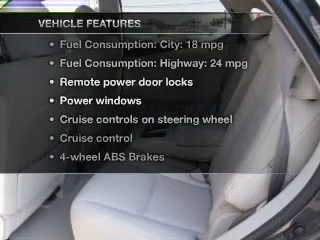 VEHICLE FEATURES
• Fuel Consumption: City: 18 mpg
• Fuel Consumption: Highway: 24 mpg
• Remote power door locks
• Power windows
• Cruise controls on steering wheel
• Cruise control
• 4-wheel ABS Brakes